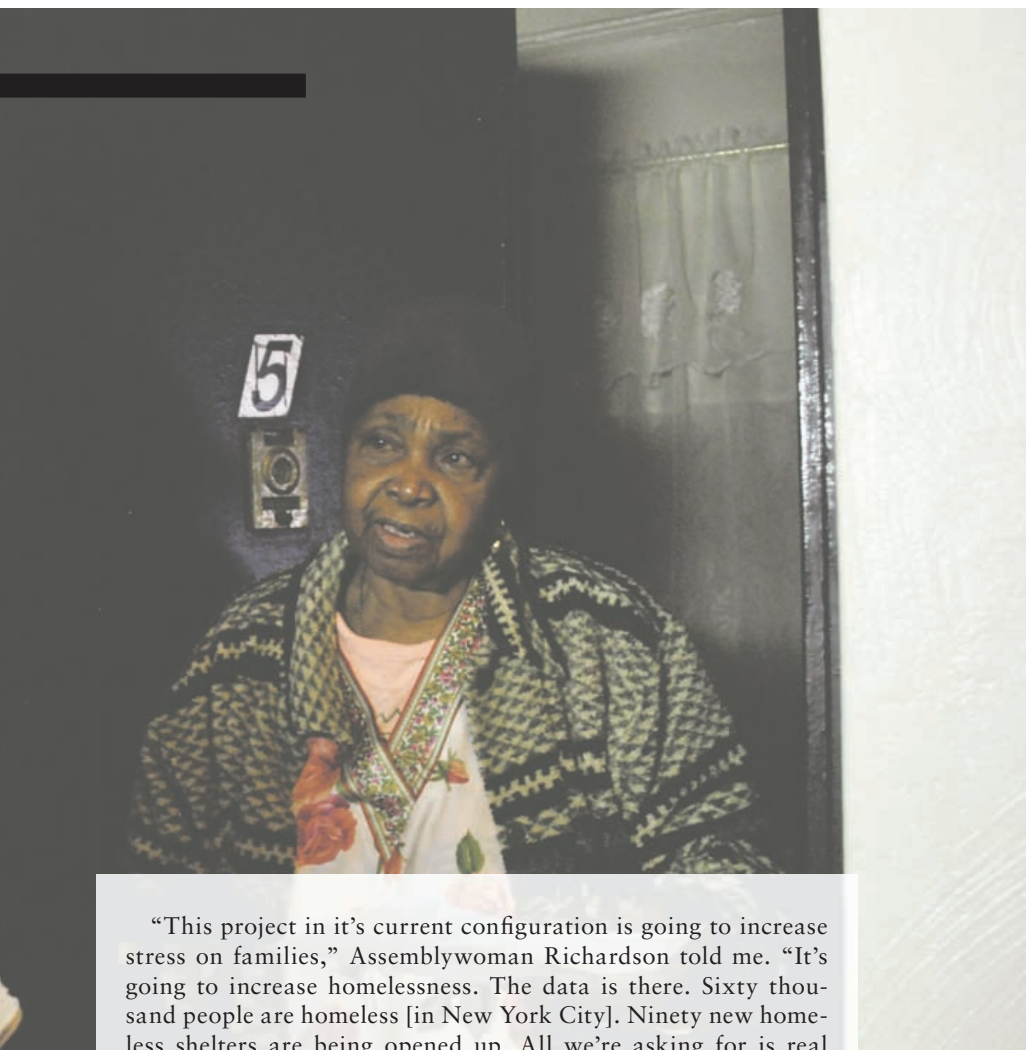 5
“This project in it’s current configuration is going to increase
stress on families,” Assemblywoman Richardson told me. “It’s
going to increase homelessness. The data is there. Sixty thou-
sand people are homeless [in New York City]. Ninety new home-
less shelters are being opened up. All we’re asking for is real